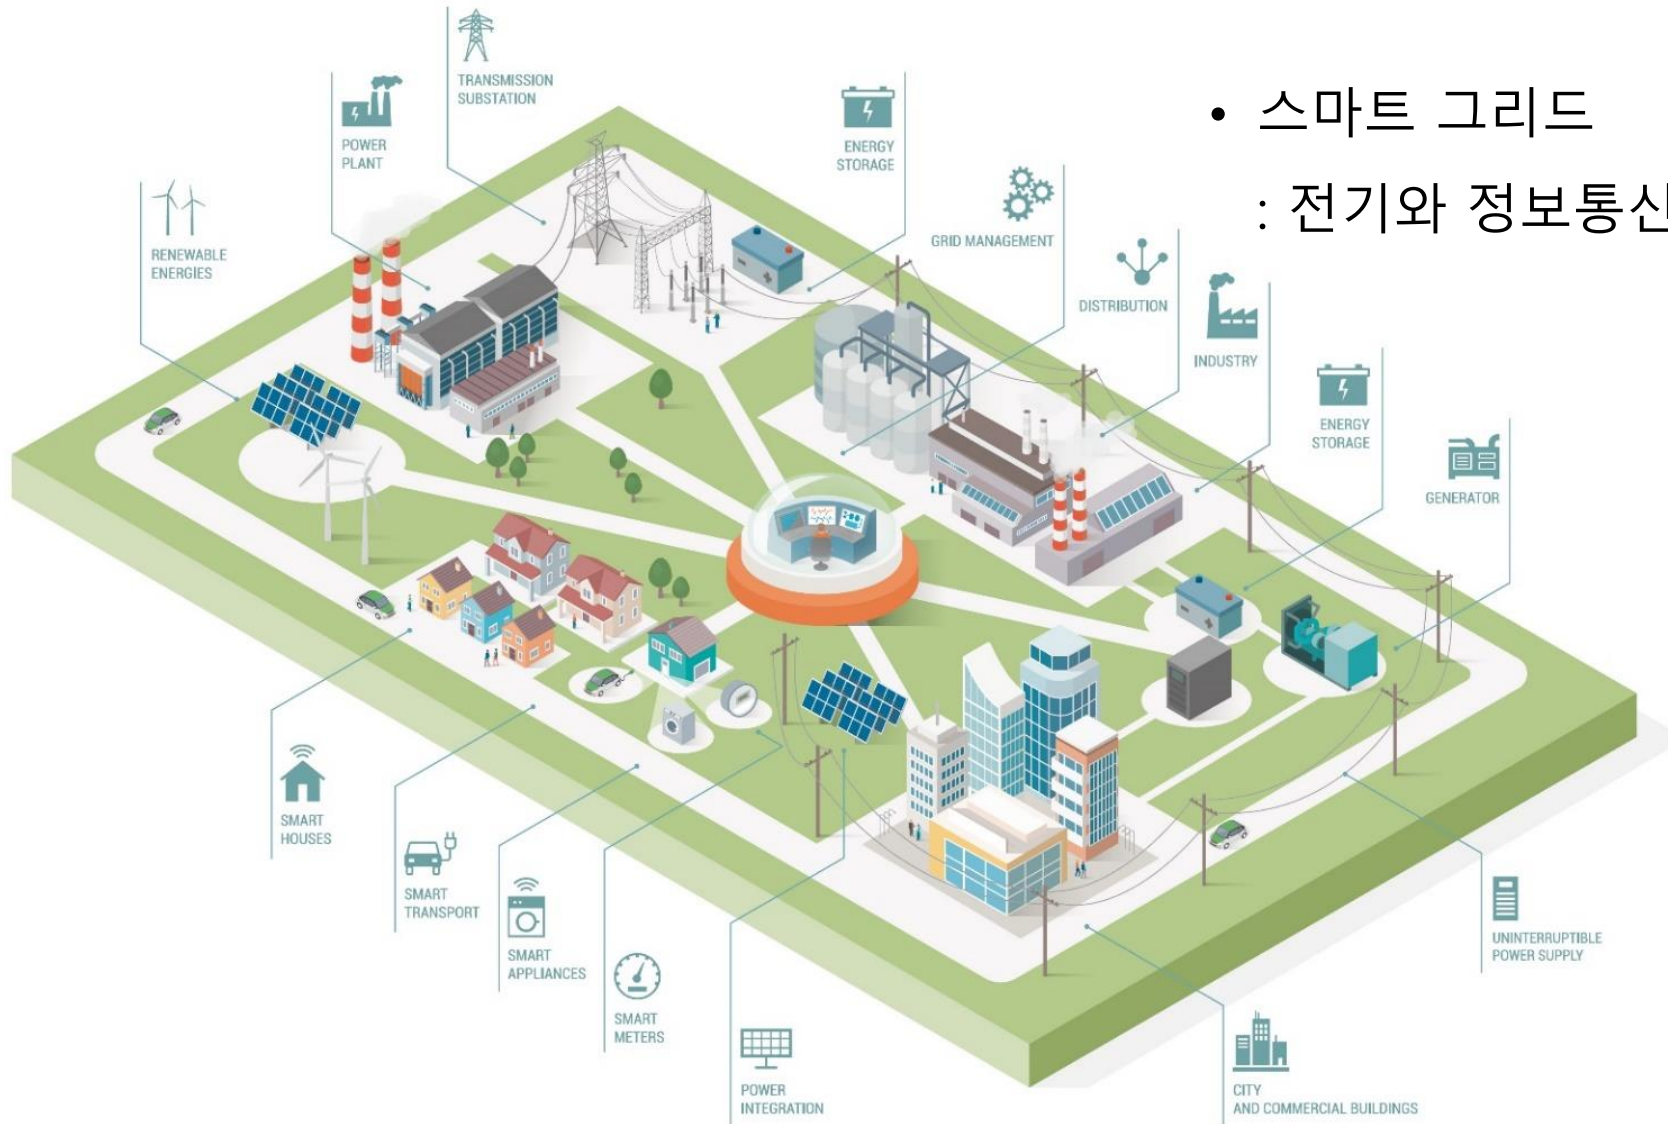 TRANSMISSION
SUBSTATION
POWER
PLANT
ENERGY
STORAGE
• 스마트 그리드
: 전기와 정보통신
RENEWABLE
ENERGIES
GRID MANAGEMENT
DISTRIBUTION
INDUSTRY
ENERGY
STORAGE
GENERATOR
SMART
HOUSES
SMART
TRANSPORT
SMART
APPLIANCES
SMART
METERS
POWER
INTEGRATION
UNINTERRUPTIBLE
POWER SUPPLY
CITY
AND COMMERCIAL BUILDINGS